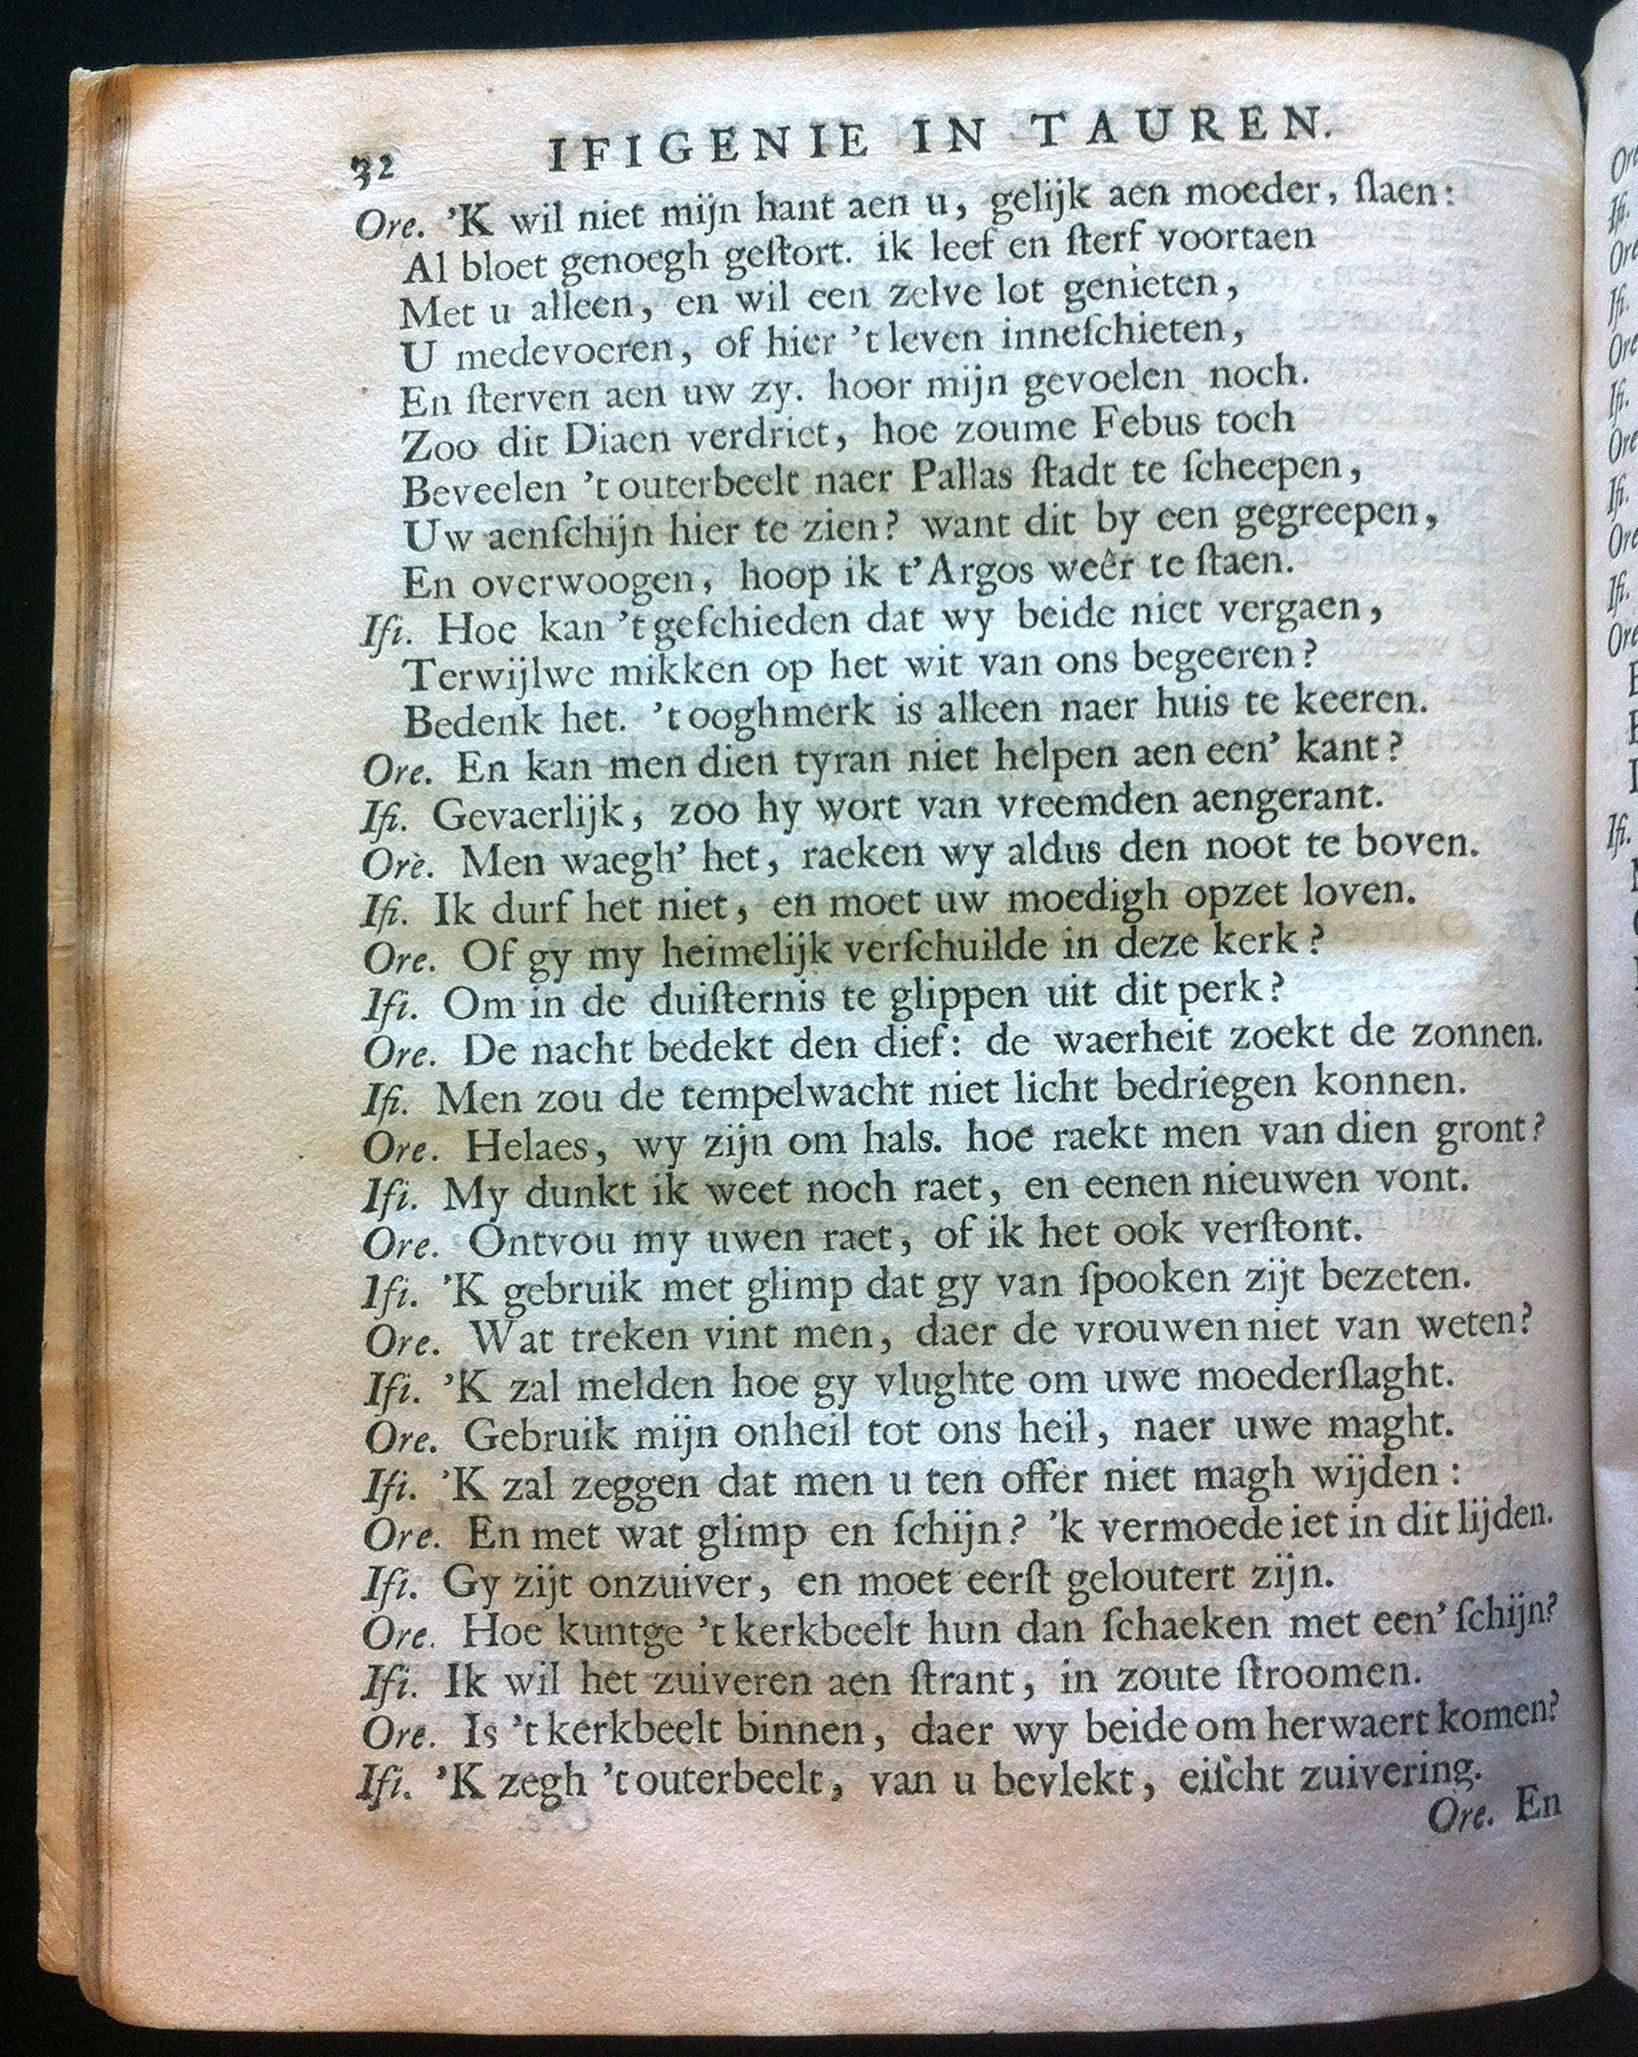 32 IFIGENIE IN TAUREN.
Ore. 'K wil niet mijn hant aen u, gelijk aen moeder, ſlaen:
Al bloet genoegh geſtort. ik leef en ſterf voortaen
Met u alleen, en wil een zelve lot genieten,
U medevoeren, of hier 't leven inneſchieten,
En ſterven aen uw zy. hoor mijn gevoelen noch.
Zoo dit Diaen verdriet, hoe zoume Febus toch
Beveelen 't outerbeelt naer Pallas ſtadt te ſcheepen,
Uw aenſchijn hier te zien? want dit by een gegreepen,
En overwoogen, hoop ik t'Argos weêr te ſtaen.
Ifi. Hoe kan 't geſchieden dat wy beide niet vergaen,
Terwijlwe mikken op het wit van ons begeeren?
Bedenk het. 't ooghmerk is alleen naer huis te keeren.
Ore. En kan men dien tyran niet helpen aen een' kant?
Ifi. Gevaerlijk, zoo hy wort van vreemden aengerant.
Orè. Men waegh' het, raeken wy aldus den noot te boven.
Ifi. Ik durf het niet, en moet uw moedigh opzet loven.
Ore. Of gy my heimelijk verſchuilde in deze kerk?
Ifi. Om in de duiſternis te glippen uit dit perk?
Ore. De nacht bedekt den dief: de waerheit zoekt de zonnen.
Ifi. Men zou de tempelwacht niet licht bedriegen konnen.
Ore. Helaes, wy zijn om hals. hoe raekt men van dien gront?
Ifi. My dunkt ik weet noch raet, en eenen nieuwen vont.
Ore. Ontvou my uwen raet, of ik het ook verſtont.
Ifi. 'K gebruik met glimp dat gy van ſpooken zijt bezeten.
Ore. Wat treken vint men, daer de vrouwen niet van weten?
Ifi. 'K zal melden hoe gy vlughte om uwe moederſlaght.
Ore. Gebruik mijn onheil tot ons heil, naer uwe maght.
Ifi. 'K zal zeggen dat men u ten offer niet magh wijden:
Ore. En met wat glimp en ſchijn? 'k vermoede iet in dit lijden.
Ifi. Gy zijt onzuiver, en moet eerſt geloutert zijn.
Ore. Hoe kuntge 't kerkbeelt hun dan ſchaeken met een' ſchijn?
Ifi. Ik wil het zuiveren aen ſtrant, in zoute ſtroomen.
Ore. Is 't kerkbeelt binnen, daer wy beide om herwaert komen?
Ifi. 'K zegh 't outerbeelt, van u bevlekt, eiſcht zuivering.
Ore. En